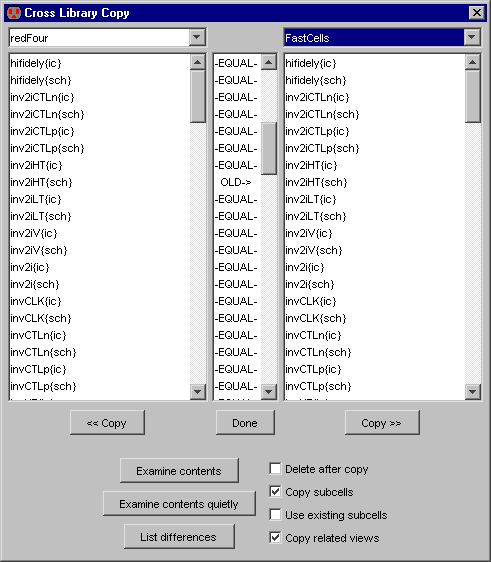 Cross Library Copy
redFour FastCells
hifidely{ic} -EQUAL- hifidely{ic}
hifidely{sch} -EQUAL- hifidely{sch}
inv2iCTLn{ic} -EQUAL- inv2iCTLn{ic}
inv2iCTLn{sch} -EQUAL- inv2iCTLn{sch}
inv2iCTLp{ic} -EQUAL- inv2iCTLp{ic}
inv2iCTLp{sch} -EQUAL- inv2iCTLp{sch}
inv2iHT{ic} -EQUAL- inv2iHT{ic}
inv2iHT{sch} OLD-> inv2iHT{sch}
inv2iLT{ic} -EQUAL- inv2iLT{ic}
inv2iLT{sch} -EQUAL- inv2iLT{sch}
inv2iV{ic} -EQUAL- inv2iV{ic}
inv2iV{sch} -EQUAL- inv2iV{sch}
inv2i{ic} -EQUAL- inv2i{ic}
inv2i{sch} -EQUAL- inv2i{sch}
invCLK{ic} -EQUAL- invCLK{ic}
invCLK{sch} -EQUAL- invCLK{sch}
invCTLn{ic} -EQUAL- invCTLn{ic}
invCTLn{sch} -EQUAL- invCTLn{sch}
invCTLp{ic} -EQUAL- invCTLp{ic}
invCTLp{sch} -EQUAL- invCTLp{sch}
<< Copy Done Copy >>
Examine contents
Examine contents quietly
List differences
Delete after copy
Copy subcells
Use existing subcells
Copy related views